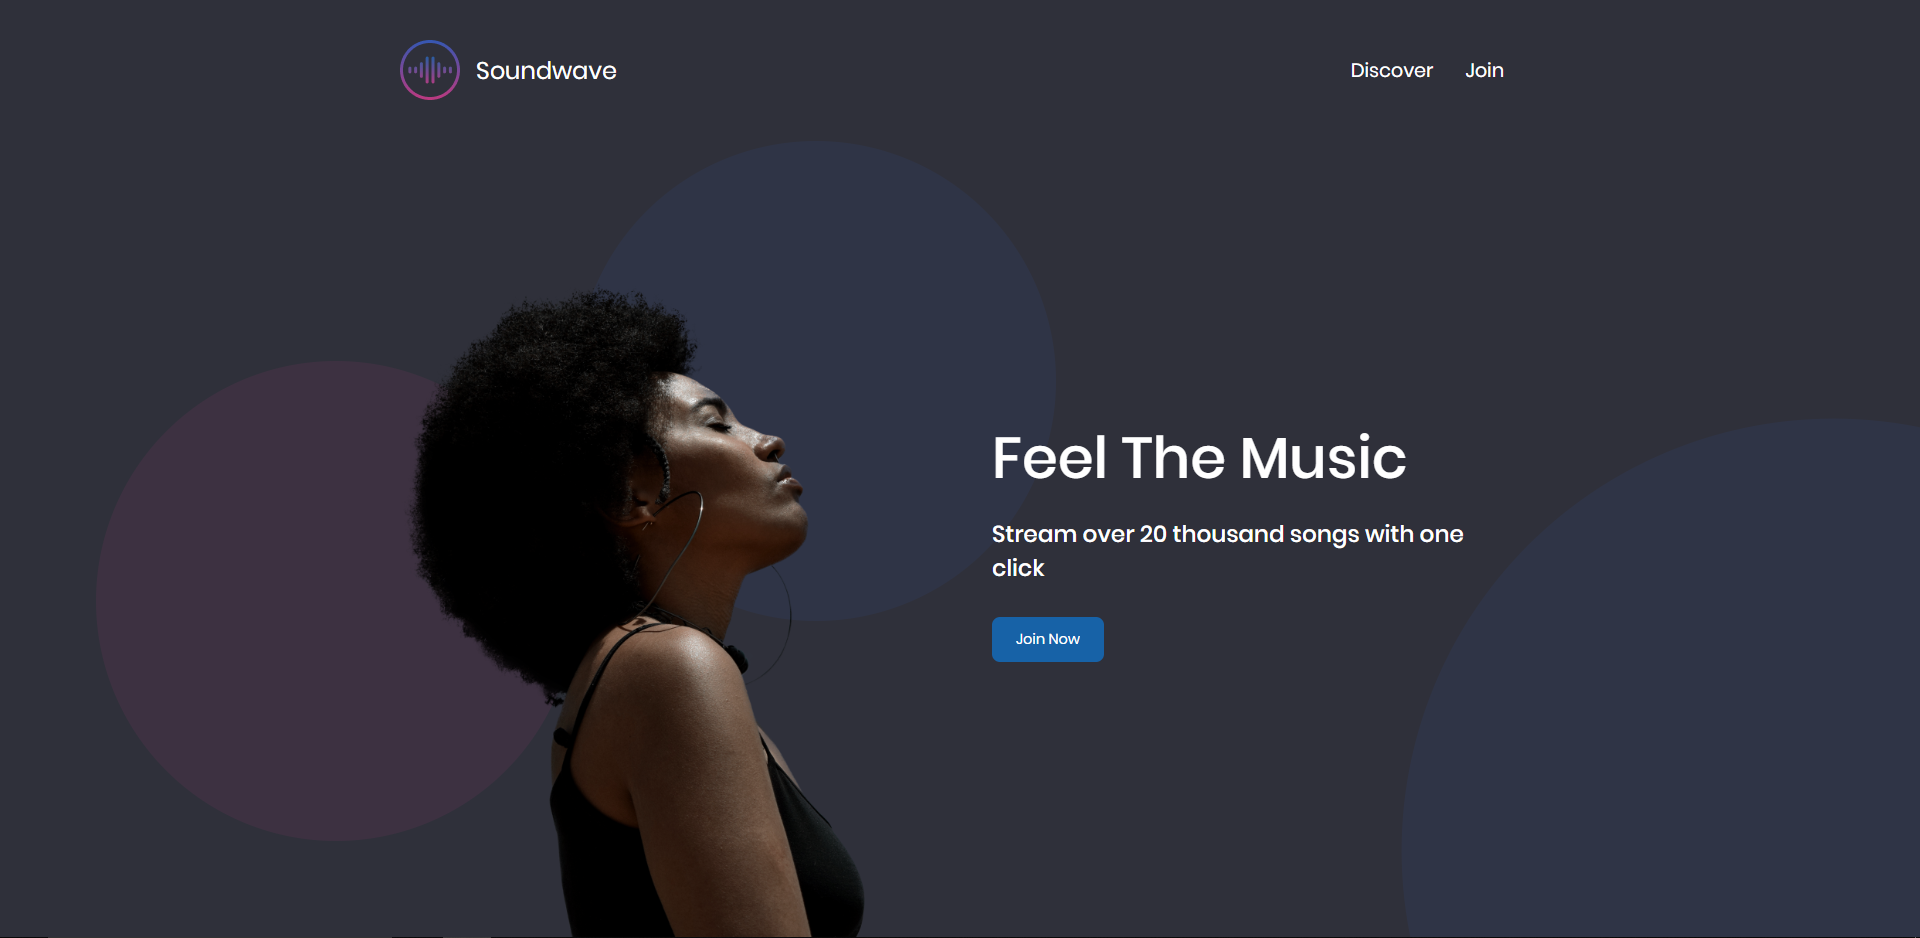 Soundwave
Discover
Join
Feel The Music
Stream over 20 thousand songs with one
click
Join Now